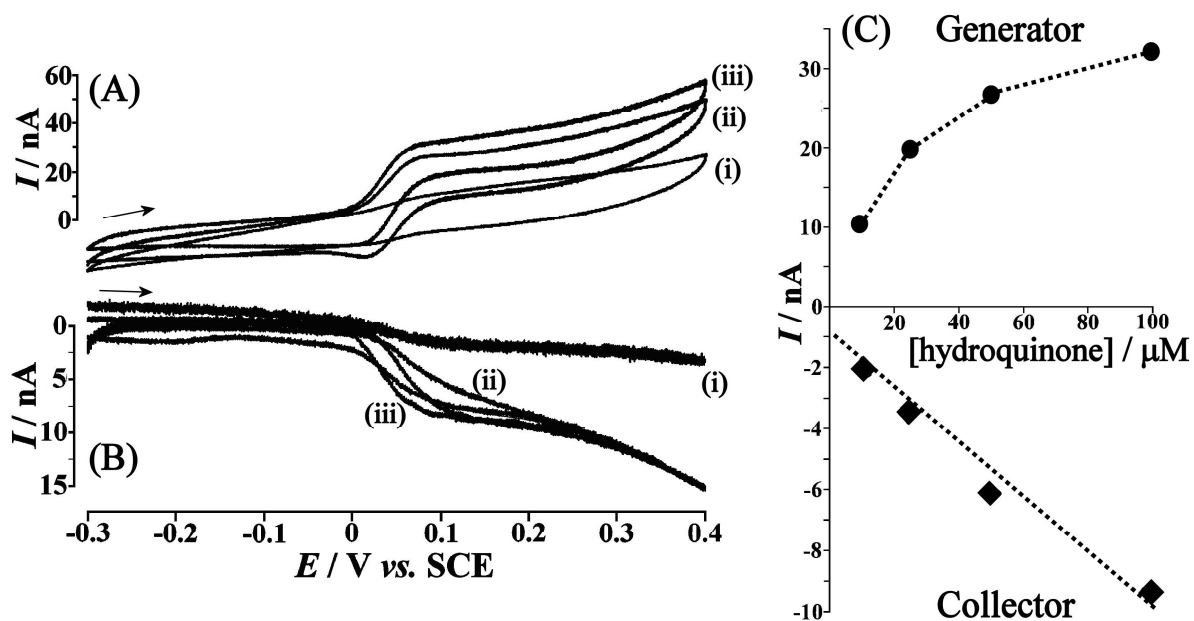 (A)
I / nA
60
40
20
0
(iii)
(ii)
(i)
(B)
I / nA
0
5
10
15
(ii)
(iii)
(i)
-0.3 -0.2 -0.1 0 0.1 0.2 0.3 0.4
E / V vs. SCE
(C)
Generator
30
20
10
0
I / nA
20 40 60 80 100
[hydroquinone] / μM
-2
-4
-6
-8
-10
Collector